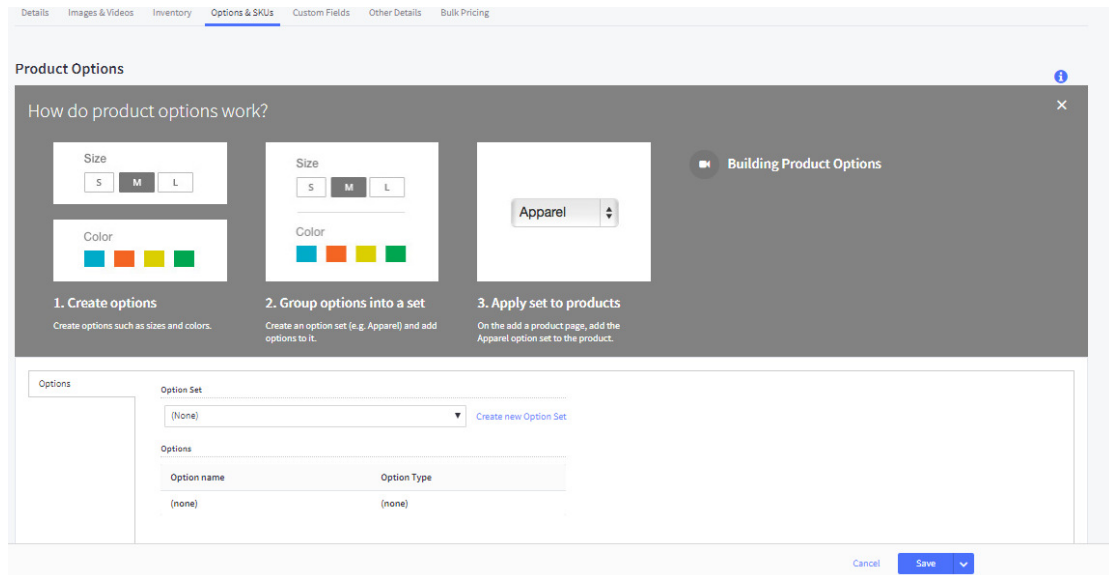 Details Images & Videos Inventory Options & SKUs Custom Fields Other Details Bulk Pricing
Product Options
How do product options work?
Size
S M L
Color
1. Create options
Create options such as sizes and colors.
Size
S M L
Color
2. Group options into a set
Create an option set (e.g. Apparel) and add
options to it.
Apparel
3. Apply set to products
On the add a product page, add the
Apparel option set to the product.
Building Product Options
Options
Option Set
(None)
Create new Option Set
Options
Option name Option Type
(none) (none)
Cancel Save